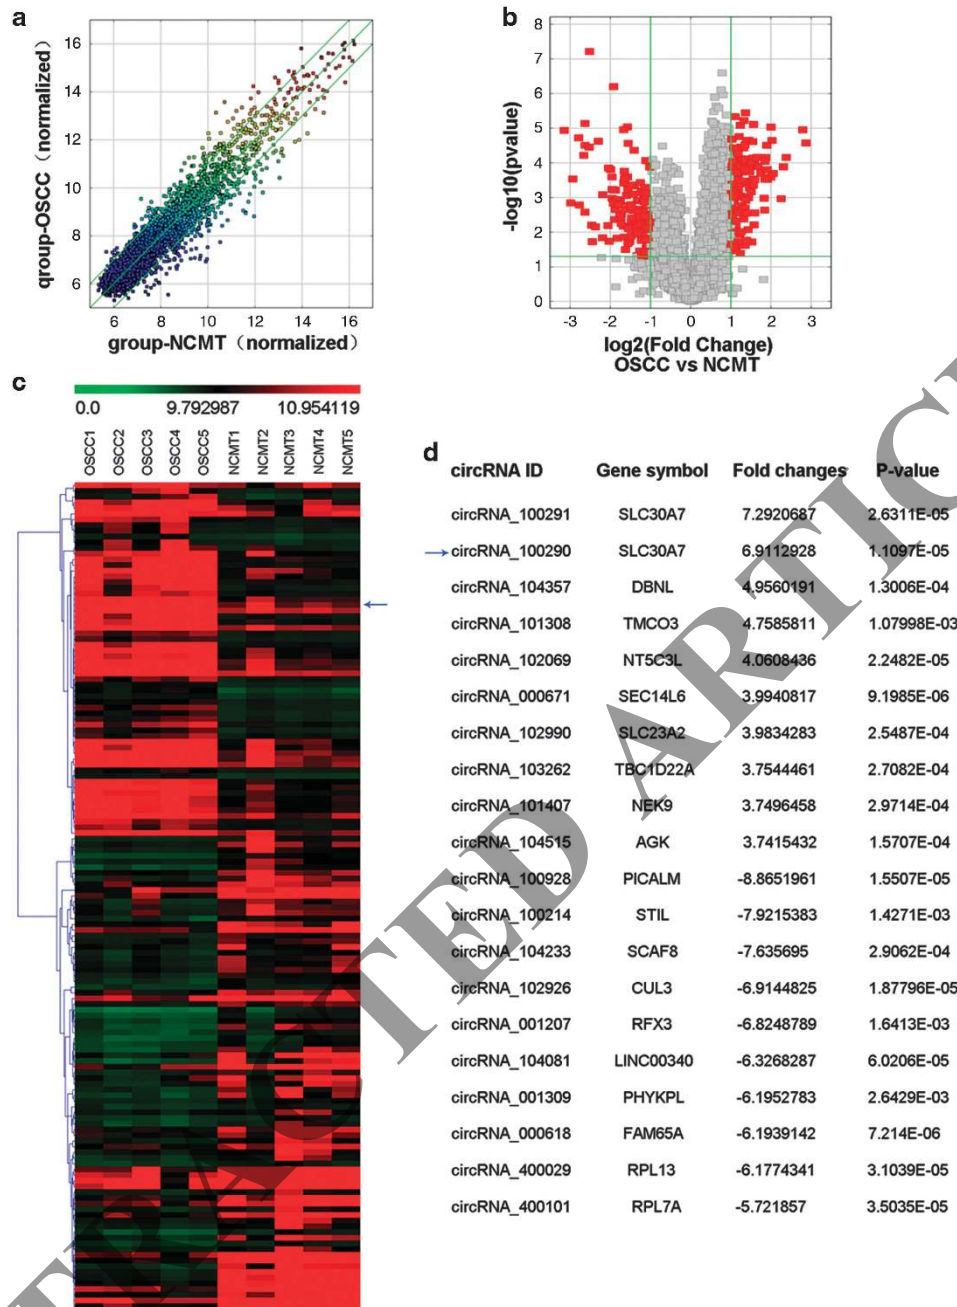 a
16
14
12
10
8
6
6 8 10 12 14 16
qroup-OSCC（normalized）
group-NCMT（normalized）
b
8
7
6
5
4
3
2
1
0
-3 -2 -1 0 1 2 3
-log10(pvalue)
log2(Fold Change)
OSCC vs NCMT
c
0.0 9.792987 10.954119
OSCC1 OSCC2 OSCC3 OSCC4 OSCC5 NCMT1 NCMT2 NCMT3 NCMT4 NCMT5
d
circRNA ID Gene symbol Fold changes P-value
circRNA_100291 SLC30A7 7.2920687 2.6311E-05
circRNA_100290 SLC30A7 6.9112928 1.1097E-05
circRNA_104357 DBNL 4.9560191 1.3006E-04
circRNA_101308 TMCO3 4.7585811 1.07998E-03
circRNA_102069 NT5C3L 4.0608436 2.2482E-05
circRNA_000671 SEC14L6 3.9940817 9.1985E-06
circRNA_102990 SLC23A2 3.9834283 2.5487E-04
circRNA_103262 TBC1D22A 3.7544461 2.7082E-04
circRNA_101407 NEK9 3.7496458 2.9714E-04
circRNA_104515 AGK 3.7415432 1.5707E-04
circRNA_100928 PICALM -8.8651961 1.5507E-05
circRNA_100214 STIL -7.9215383 1.4271E-03
circRNA_104233 SCAF8 -7.635695 2.9062E-04
circRNA_102926 CUL3 -6.9144825 1.87796E-05
circRNA_001207 RFX3 -6.8248789 1.6413E-03
circRNA_104081 LINC00340 -6.3268287 6.0206E-05
circRNA_001309 PHYKPL -6.1952783 2.6429E-03
circRNA_000618 FAM65A -6.1939142 7.214E-06
circRNA_400029 RPL13 -6.1774341 3.1039E-05
circRNA_400101 RPL7A -5.721857 3.5035E-05
TRACTED ARTIC